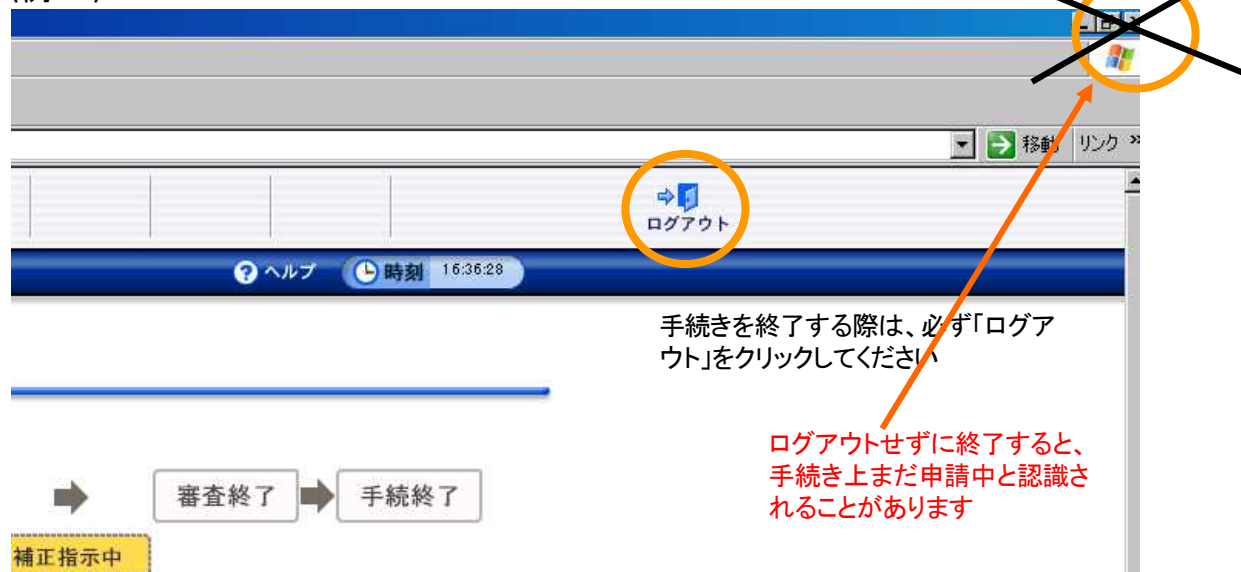 移動 リンク »
ログアウト
ヘルプ 時刻 16:36:28
手続きを終了する際は、必ず「ログア
ウト」をクリックしてください
ログアウトせずに終了すると、
手続き上まだ申請中と認識さ
れることがあります
審査終了 手続終了
補正指示中